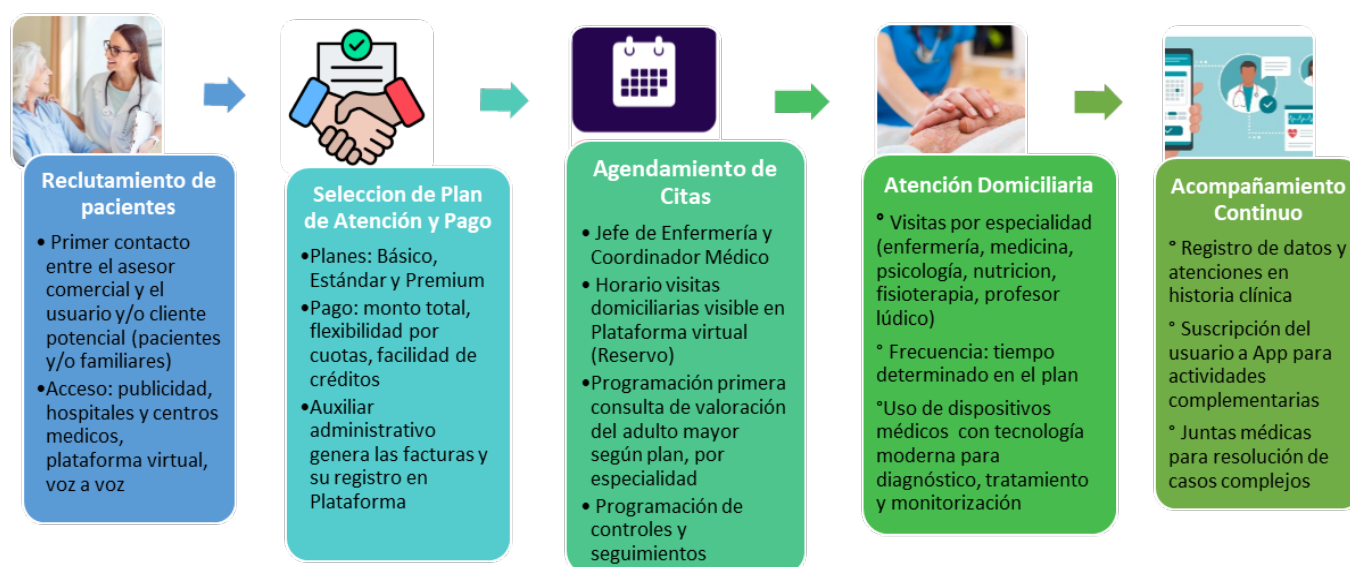 Reclutamiento de
pacientes
• Primer contacto
entre el asesor
comercial y el
usuario y/o cliente
potencial (pacientes
y/o familiares)
•Acceso: publicidad,
hospitales y centros
medicos,
plataforma virtual,
voz a voz
Seleccion de Plan
de Atención y Pago
•Planes: Básico,
Estándar y Premium
•Pago: monto total,
flexibilidad por
cuotas, facilidad de
créditos
•Auxiliar
administrativo
genera las facturas y
su registro en
Plataforma
Agendamiento de
Citas
• Jefe de Enfermería y
Coordinador Médico
• Horario visitas
domiciliarias visible en
Plataforma virtual
(Reservo)
•Programación primera
consulta de valoración
del adulto mayor
según plan, por
especialidad
• Programación de
controles y
seguimientos
Atención Domiciliaria
° Visitas por especialidad
(enfermería, medicina,
psicología, nutricion,
fisioterapia, profesor
lúdico)
° Frecuencia: tiempo
determinado en el plan
°Uso de dispositivos
médicos con tecnología
moderna para
diagnóstico, tratamiento
y monitorización
Acompañamiento
Continuo
° Registro de datos y
atenciones en
historia clínica
° Suscripción del
usuario a App para
actividades
complementarias
° Juntas médicas
para resolución de
casos complejos